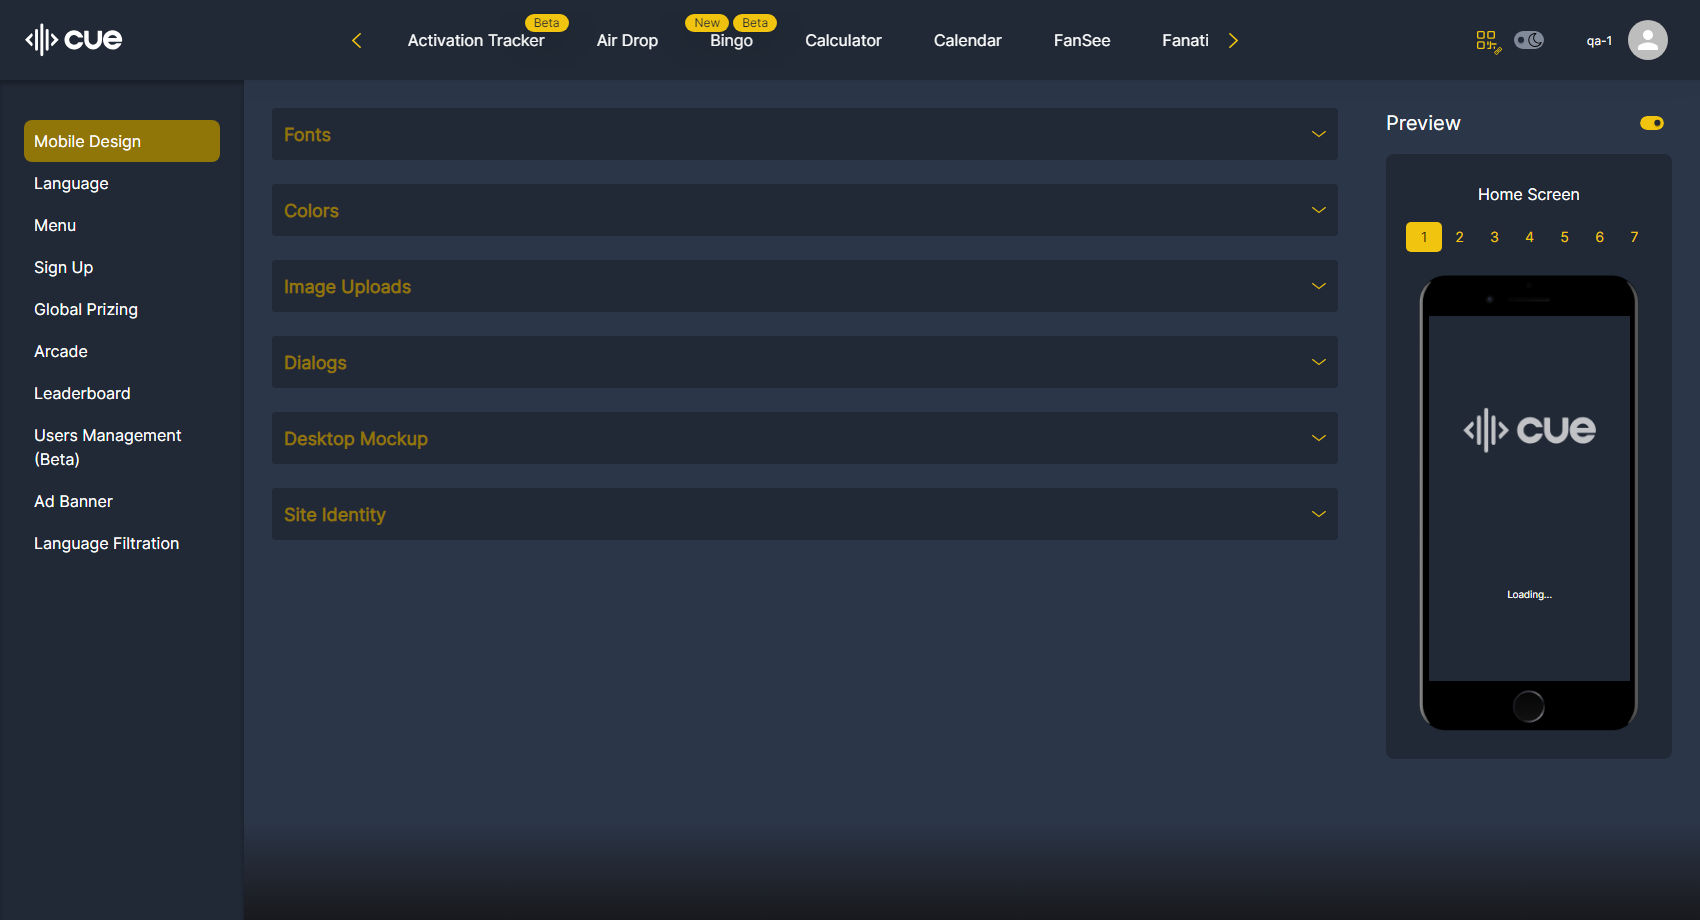 cue
Beta
New
Beta
Activation Tracker
Air Drop
Bingo
Calculator
Calendar
FanSee
Fanati
qa-1
Mobile Design
Language
Menu
Sign Up
Global Prizing
Arcade
Leaderboard
Users Management
(Beta)
Ad Banner
Language Filtration
Fonts
Colors
Image Uploads
Dialogs
Desktop Mockup
Site Identity
Preview
Home Screen
1 2 3 4 5 6 7
cue
Loading...